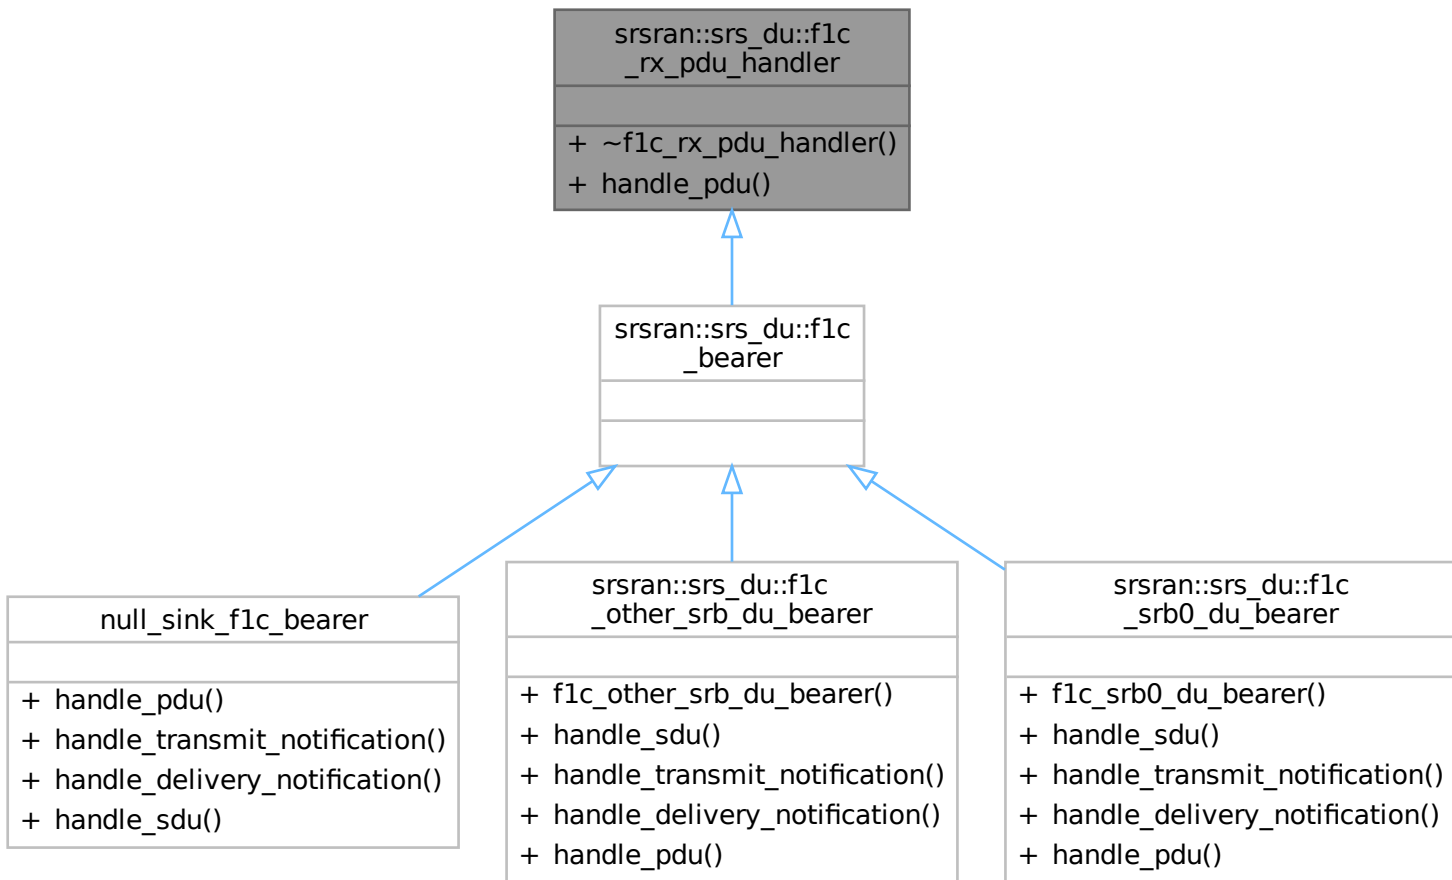 srsran::srs_du::f1c
_rx_pdu_handler
+ ~f1c_rx_pdu_handler()
+ handle_pdu()
srsran::srs_du::f1c
_bearer
null_sink_f1c_bearer
+ handle_pdu()
+ handle_transmit_notification()
+ handle_delivery_notification()
+ handle_sdu()
srsran::srs_du::f1c
_other_srb_du_bearer
+ f1c_other_srb_du_bearer()
+ handle_sdu()
+ handle_transmit_notification()
+ handle_delivery_notification()
+ handle_pdu()
srsran::srs_du::f1c
_srb0_du_bearer
+ f1c_srb0_du_bearer()
+ handle_sdu()
+ handle_transmit_notification()
+ handle_delivery_notification()
+ handle_pdu()